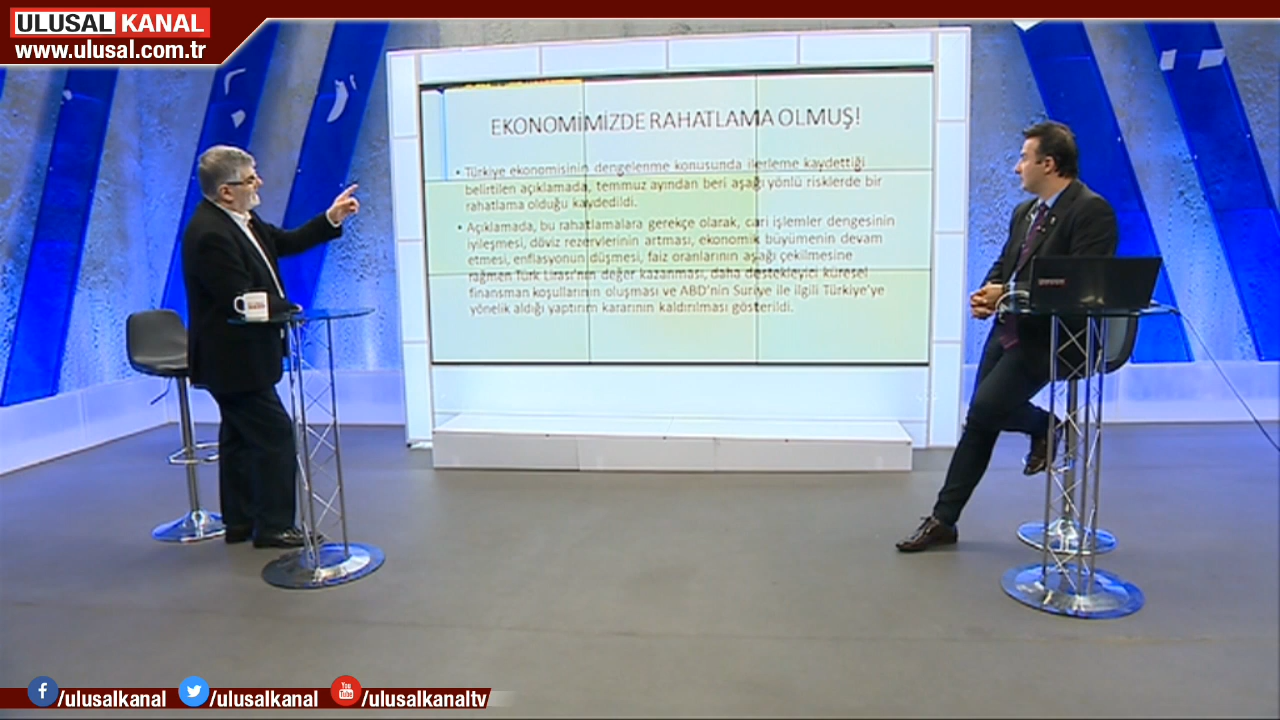 ULUSAL KANAL
www.ulusal.com.tr
EKONOMİMİZDE RAHATLAMA OLMUŞ!
• Türkiye ekonomisinin dengelenme konusunda ilerleme kaydettiği
belirtilen açıklamada, temmuz ayından beri aşağı yönlü risklerde bir
rahatlama olduğu kaydedildi.
• Açıklamada, bu rahatlamalara gerekçe olarak, cari işlemler dengesinin
iyileşmesi, döviz rezervlerinin artması, ekonomik büyümenin devam
etmesi, enflasyonun düşmesi, faiz oranlarının aşağı çekilmesine
rağmen Türk Lirası'nın değer kazanması, daha destekleyici küresel
finansman koşullarının oluşması ve ABD'nin Suriye ile ilgili Türkiye'ye
yönelik aldığı yaptırım kararının kaldırılması gösterildi.
/ulusalkanal /ulusalkanal You Tube /ulusalkanaltv